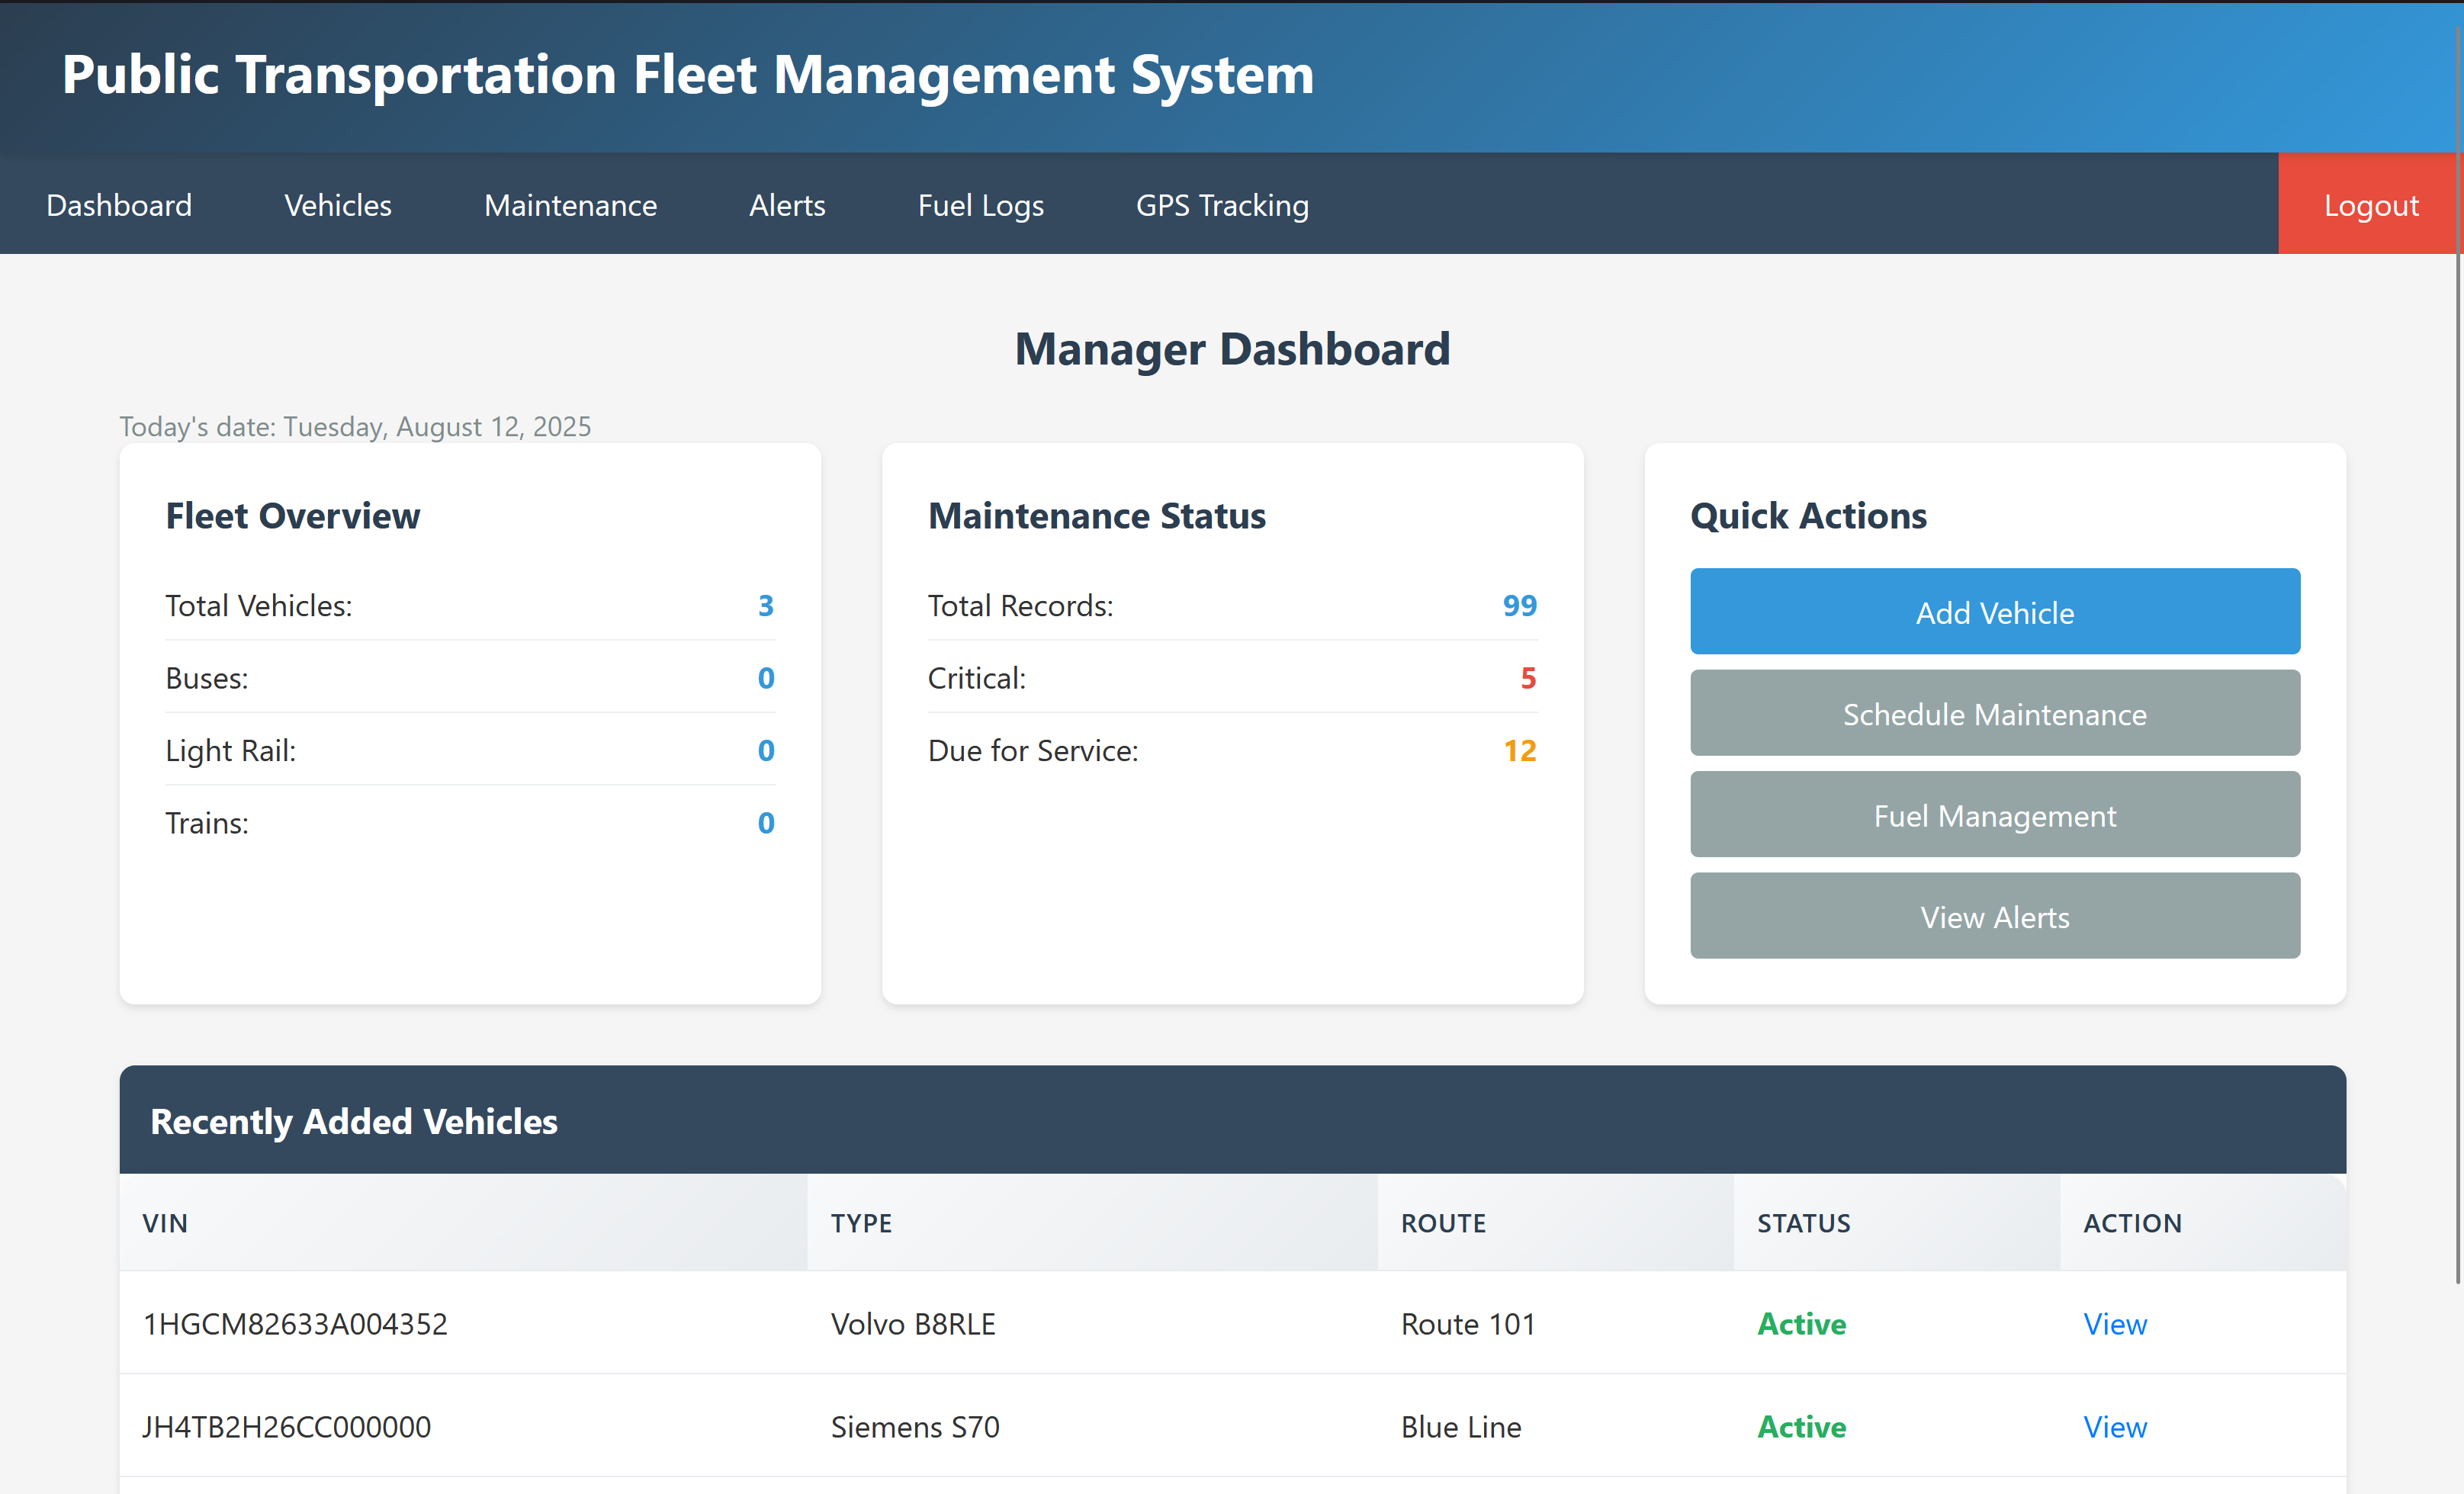 Public Transportation Fleet Management System
Dashboard Vehicles Maintenance Alerts Fuel Logs GPS Tracking Logout
Manager Dashboard
Today's date: Tuesday, August 12, 2025
Fleet Overview
Total Vehicles: 3
Buses: 0
Light Rail: 0
Trains: 0
Maintenance Status
Total Records: 99
Critical: 5
Due for Service: 12
Quick Actions
Add Vehicle
Schedule Maintenance
Fuel Management
View Alerts
Recently Added Vehicles
VIN TYPE ROUTE STATUS ACTION
1HGCM82633A004352 Volvo B8RLE Route 101 Active View
JH4TB2H26CC000000 Siemens S70 Blue Line Active View